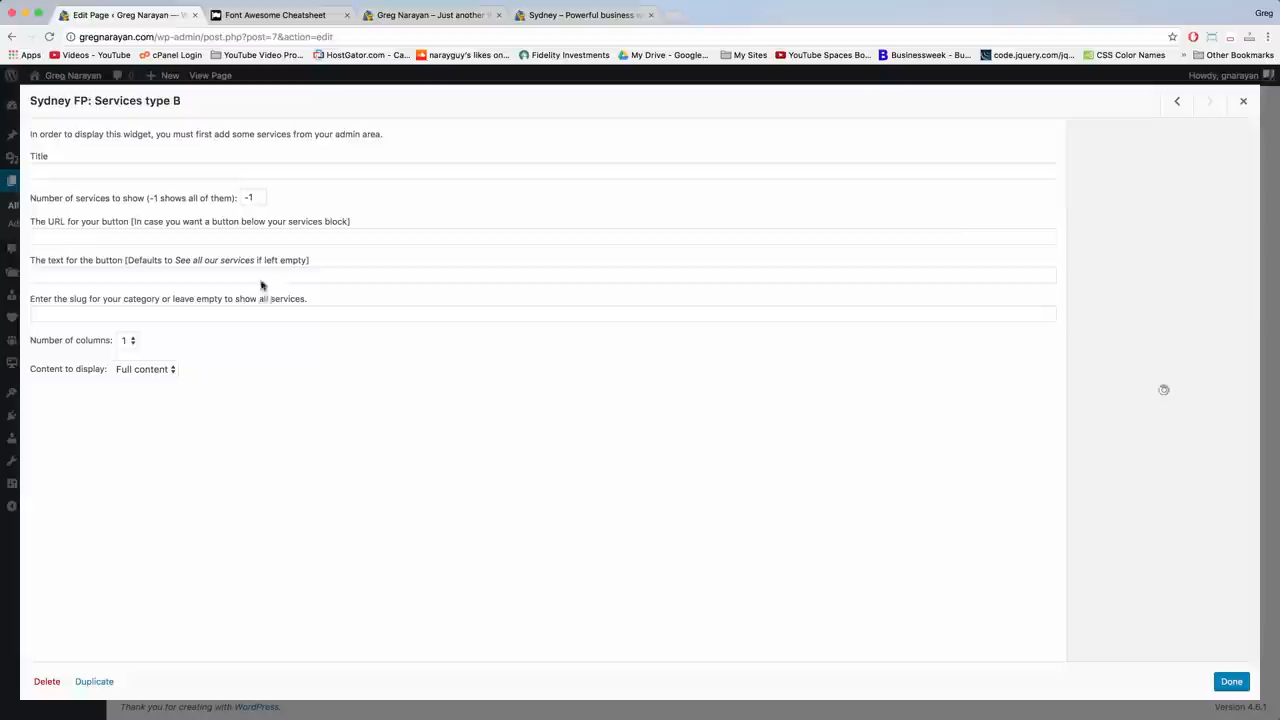 Edit Page ‹ Greg Narayan — W
Font Awesome Cheatsheet
Greg Narayan – Just another W
Sydney – Powerful business w
Greg
gregnarayan.com/wp-admin/post.php?post=7&action=edit
Apps
Videos - YouTube
YouTube Video Pro...
cPanel Login
HostGator.com - Ca...
narayguy's likes on...
Fidelity Investments
My Drive - Google...
My Sites
YouTube Spaces Bo...
Businessweek - Bu...
code.jquery.com/jq...
CSS Color Names
»
Other Bookmarks
Greg Narayan
New
View Page
Howdy, gnarayan
Sydney FP: Services type B
In order to display this widget, you must first add some services from your admin area.
Title
Number of services to show (-1 shows all of them): -1
The URL for your button [In case you want a button below your services block]
The text for the button [Defaults to See all our services if left empty]
Enter the slug for your category or leave empty to show all services.
Number of columns: 1
Content to display: Full content
All
Delete
Duplicate
Done
Thank you for creating with WordPress.
Version 4.6.1